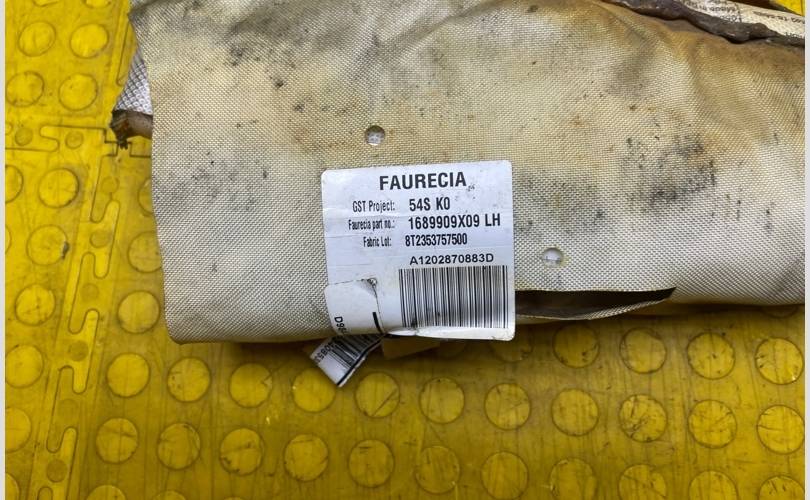 FAURECIA
GST Project: 54S K0
Faurecia part no.: 1689909X09 LH
Fabric Lot: 8T2353757500
A1202870883D